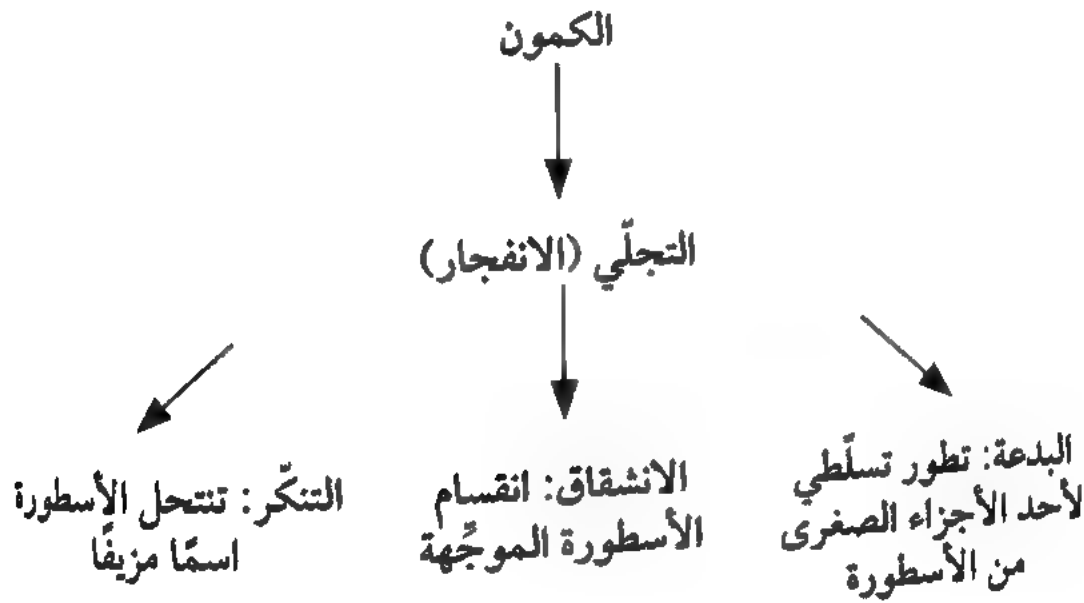 الكمون
التجلّي (الانفجار)
البدعة: تطور تسلّطي
لأحد الأجزاء الصغرى
من الأسطورة
الانشقاق: انقسام
الأسطورة الموجّهة
التنكّر: تنتحل الأسطورة
اسمًا مزيفًا